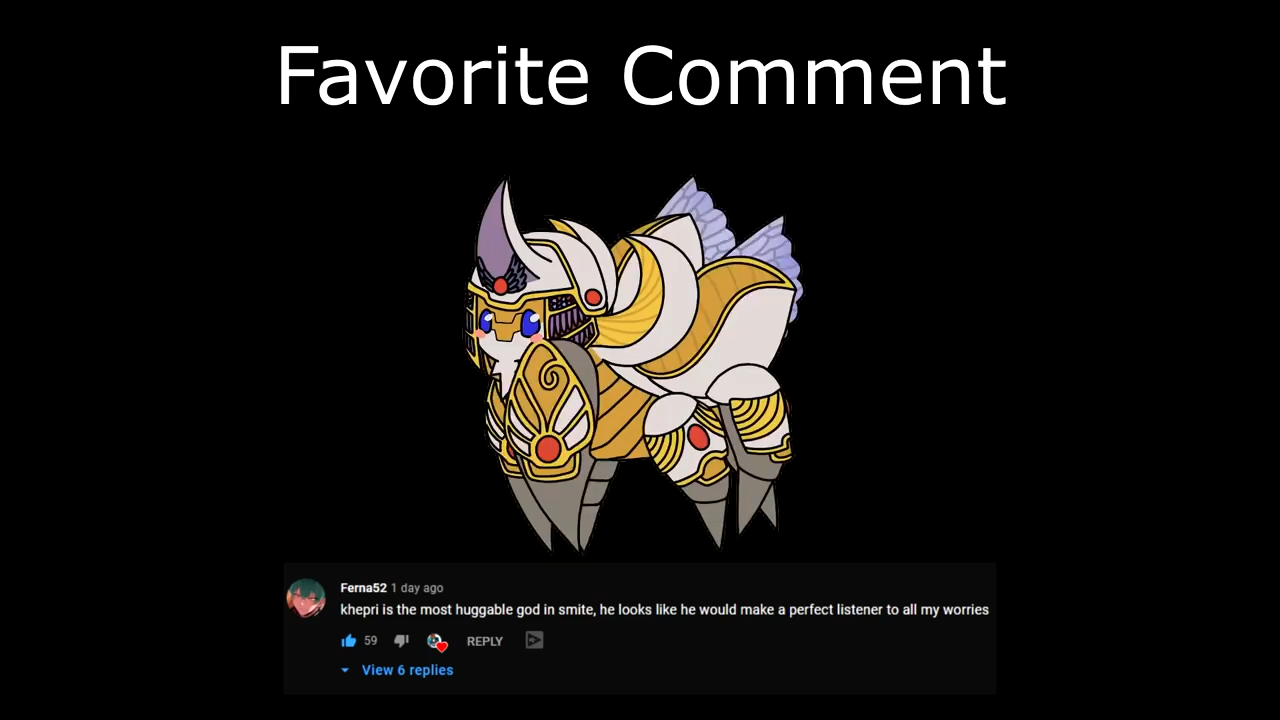 Favorite Comment
Ferna52 1 day ago
khepri is the most huggable god in smite, he looks like he would make a perfect listener to all my worries
59 REPLY
View 6 replies